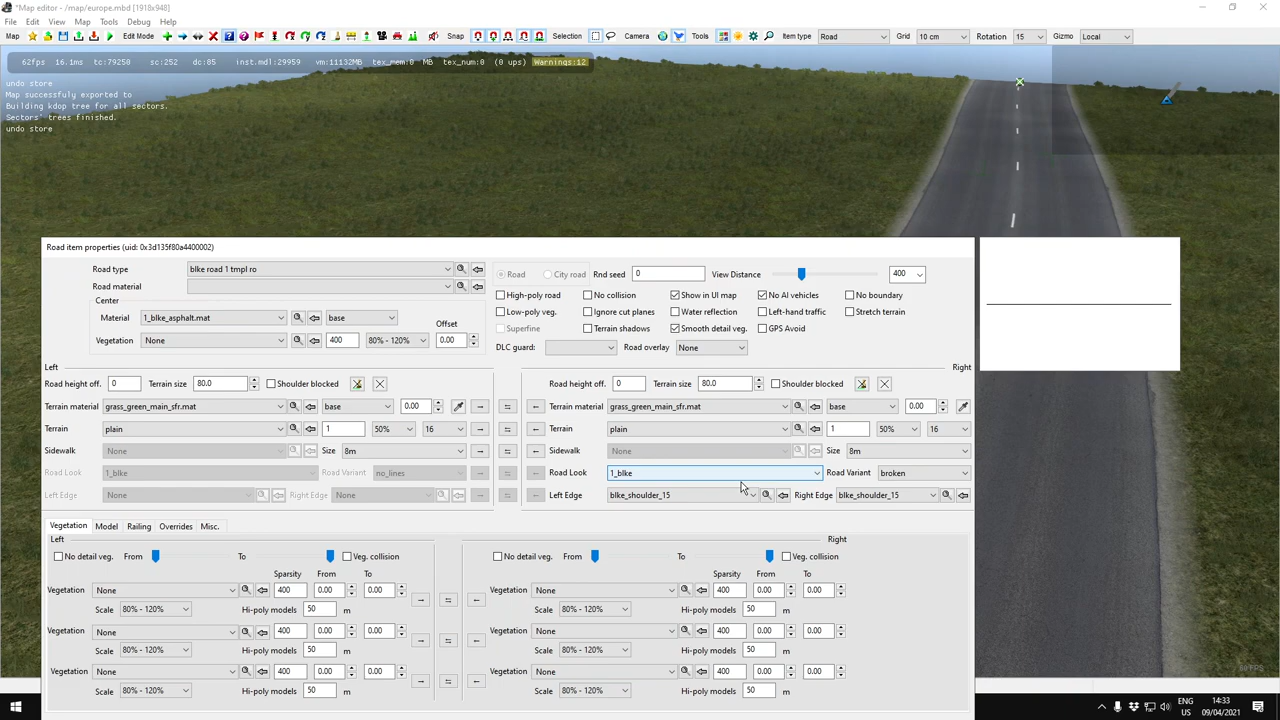 *Map editor - /map/europe.mbd [1918x948]
File Edit View Map Tools Debug Help
Map Edit Mode Snap Selection Camera Tools Item type Road Grid 10 cm Rotation 15 Gizmo Local
62fps 16.1ms tc:79250 sc:252 dc:85 inst.mdl:29959 vm:11132MB tex_mem:0 MB tex_num:0 (0 ups) Warnings:12
undo store
Map successfuly exported to
Building kdop tree for all sectors.
Sectors' trees finished.
undo store
Road item properties (uid: 0x3d135f80a4400002)
Road type blke road 1 tmpl ro
Road material
Center
Material 1_blke_asphalt.mat base
Offset
Vegetation None 400 80% - 120% 0.00
Road City road Rnd seed 0 View Distance 400
High-poly road No collision Show in UI map No AI vehicles No boundary
Low-poly veg. Ignore cut planes Water reflection Left-hand traffic Stretch terrain
Superfine Terrain shadows Smooth detail veg. GPS Avoid
DLC guard: Road overlay None
Left
Road height off. 0 Terrain size 80.0 Shoulder blocked
Terrain material grass_green_main_sfr.mat base 0.00
Terrain plain 1 50% 16
Sidewalk None Size 8m
Road Look 1_blke Road Variant no_lines
Left Edge None Right Edge None
Right
Road height off. 0 Terrain size 80.0 Shoulder blocked
Terrain material grass_green_main_sfr.mat base 0.00
Terrain plain 1 50% 16
Sidewalk None Size 8m
Road Look 1_blke Road Variant broken
Left Edge blke_shoulder_15 Right Edge blke_shoulder_15
Vegetation Model Railing Overrides Misc.
Left
No detail veg. From To Veg. collision
Sparsity From To
Vegetation None 400 0.00 0.00
Scale 80% - 120% Hi-poly models 50 m
Vegetation None 400 0.00 0.00
Scale 80% - 120% Hi-poly models 50 m
Vegetation None 400 0.00 0.00
Scale 80% - 120% Hi-poly models 50 m
Right
No detail veg. From To Veg. collision
Sparsity From To
Vegetation None 400 0.00 0.00
Scale 80% - 120% Hi-poly models 50 m
Vegetation None 400 0.00 0.00
Scale 80% - 120% Hi-poly models 50 m
Vegetation None 400 0.00 0.00
Scale 80% - 120% Hi-poly models 50 m
60 FPS
ENG
US
14:33
09/04/2021